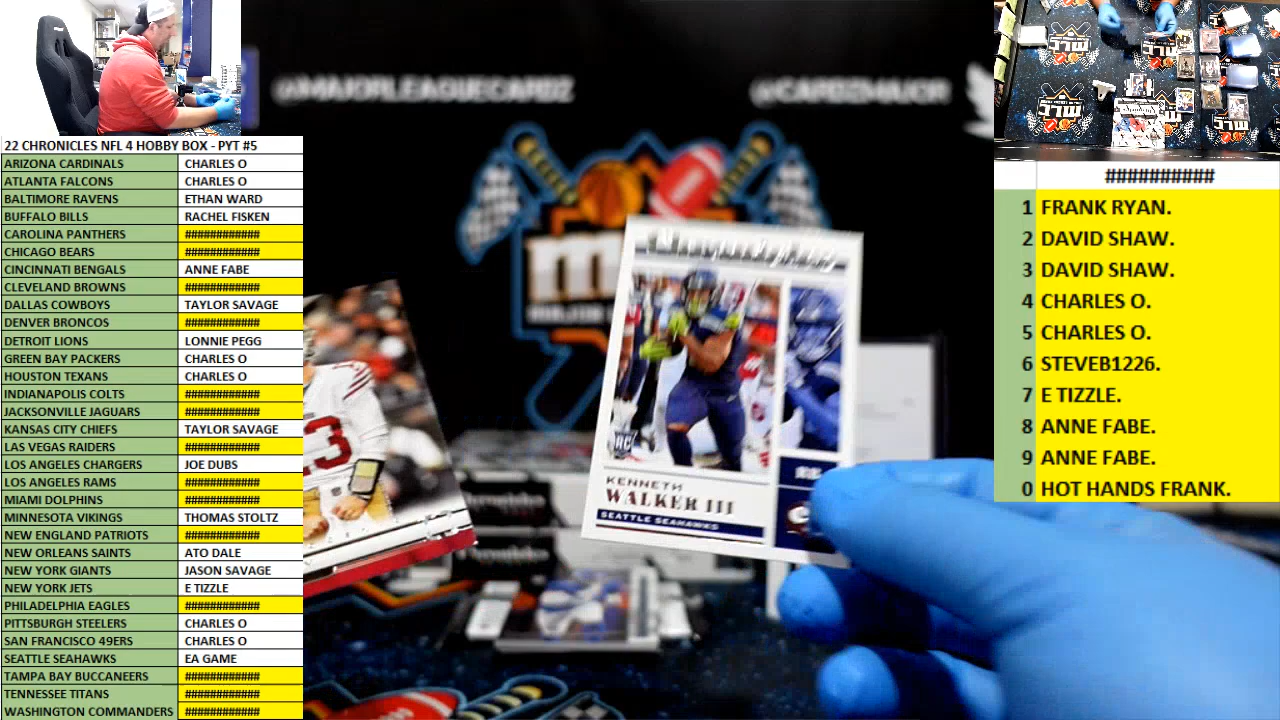 @MAJORLEAGUECARDZ
@CARDZMAJOR
22 CHRONICLES NFL 4 HOBBY BOX - PYT #5
ARIZONA CARDINALS CHARLES O
ATLANTA FALCONS CHARLES O
BALTIMORE RAVENS ETHAN WARD
BUFFALO BILLS RACHEL FISKEN
CAROLINA PANTHERS ############
CHICAGO BEARS ############
CINCINNATI BENGALS ANNE FABE
CLEVELAND BROWNS ############
DALLAS COWBOYS TAYLOR SAVAGE
DENVER BRONCOS ############
DETROIT LIONS LONNIE PEGG
GREEN BAY PACKERS CHARLES O
HOUSTON TEXANS CHARLES O
INDIANAPOLIS COLTS ############
JACKSONVILLE JAGUARS ############
KANSAS CITY CHIEFS TAYLOR SAVAGE
LAS VEGAS RAIDERS ############
LOS ANGELES CHARGERS JOE DUBS
LOS ANGELES RAMS ############
MIAMI DOLPHINS ############
MINNESOTA VIKINGS THOMAS STOLTZ
NEW ENGLAND PATRIOTS ############
NEW ORLEANS SAINTS ATO DALE
NEW YORK GIANTS JASON SAVAGE
NEW YORK JETS E TIZZLE
PHILADELPHIA EAGLES ############
PITTSBURGH STEELERS CHARLES O
SAN FRANCISCO 49ERS CHARLES O
SEATTLE SEAHAWKS EA GAME
TAMPA BAY BUCCANEERS ############
TENNESSEE TITANS ############
WASHINGTON COMMANDERS ############
##########
1 FRANK RYAN.
2 DAVID SHAW.
3 DAVID SHAW.
4 CHARLES O.
5 CHARLES O.
6 STEVEB1226.
7 E TIZZLE.
8 ANNE FABE.
9 ANNE FABE.
0 HOT HANDS FRANK.
RC
KENNETH
WALKER III
SEATTLE SEAHAWKS